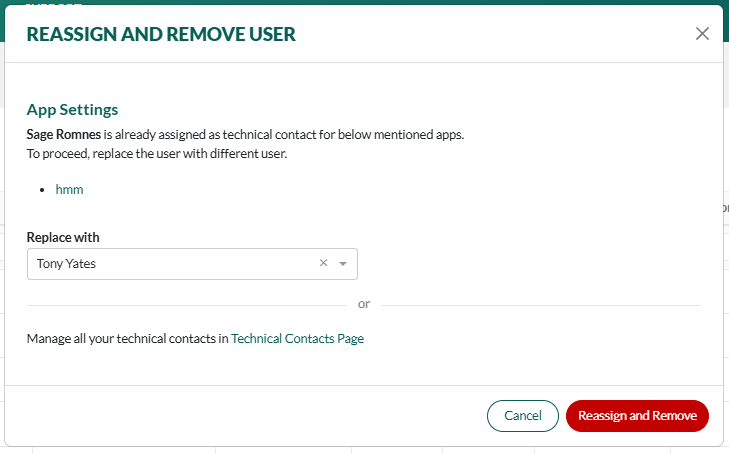 REASSIGN AND REMOVE USER
App Settings
Sage Romnes is already assigned as technical contact for below mentioned apps.
To proceed, replace the user with different user.
hmm
Replace with
Tony Yates
or
Manage all your technical contacts in Technical Contacts Page
Cancel
Reassign and Remove